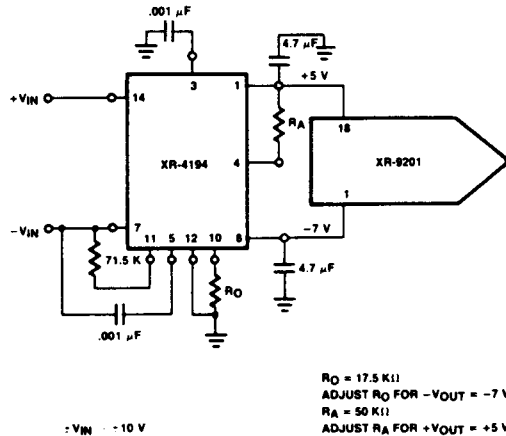 .001 µF
4.7 µF
3
1
+5 V
+VIN
14
RA
18
XR-4194
4
XR-9201
1
−VIN
7
8
−7 V
11
5
12
10
71.5 K
RO
4.7 µF
.001 µF
RO = 17.5 KΩ
ADJUST RO FOR −VOUT = −7 V
RA = 50 KΩ
ADJUST RA FOR +VOUT = +5 V
VIN
10 V